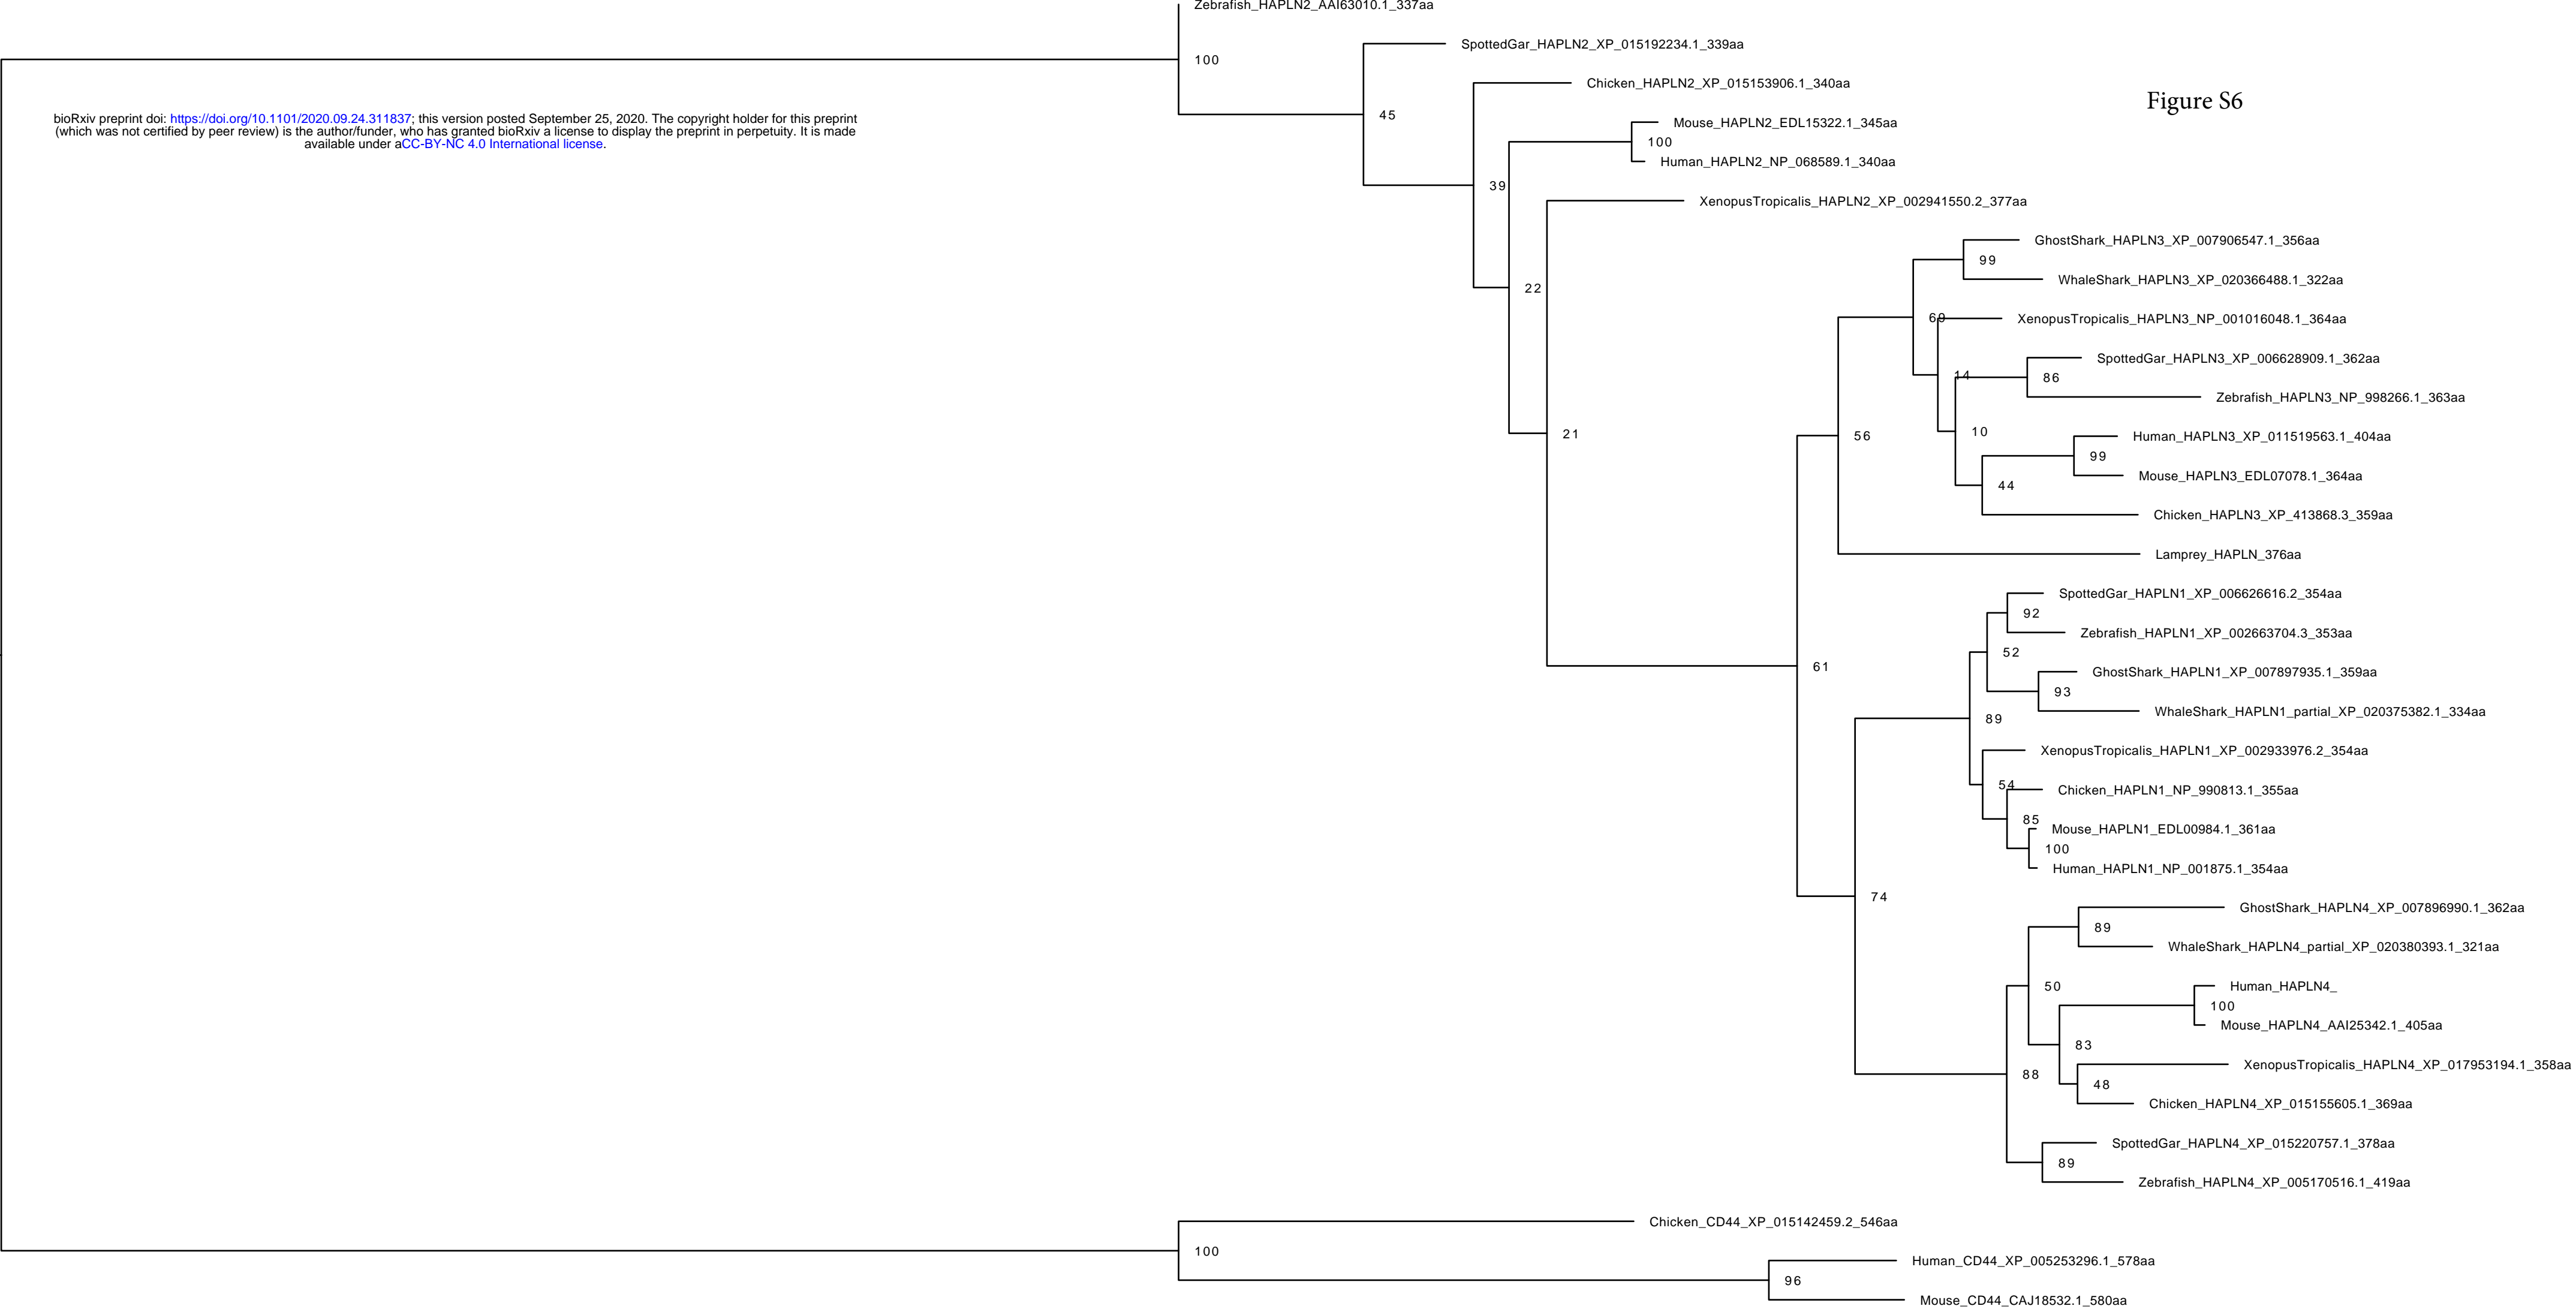 Zebrafish_HAPLN2_AAI63010.1_337aa
SpottedGar_HAPLN2_XP_015192234.1_339aa
100
Chicken_HAPLN2_XP_015153906.1_340aa
Figure S6
bioRxiv preprint doi: https://doi.org/10.1101/2020.09.24.311837; this version posted September 25, 2020. The copyright holder for this preprint
(which was not certified by peer review) is the author/funder, who has granted bioRxiv a license to display the preprint in perpetuity. It is made
available under aCC-BY-NC 4.0 International license.
45
Mouse_HAPLN2_EDL15322.1_345aa
100
Human_HAPLN2_NP_068589.1_340aa
39
XenopusTropicalis_HAPLN2_XP_002941550.2_377aa
GhostShark_HAPLN3_XP_007906547.1_356aa
99
WhaleShark_HAPLN3_XP_020366488.1_322aa
22
69
XenopusTropicalis_HAPLN3_NP_001016048.1_364aa
SpottedGar_HAPLN3_XP_006628909.1_362aa
14
86
Zebrafish_HAPLN3_NP_998266.1_363aa
21
10
56
Human_HAPLN3_XP_011519563.1_404aa
99
Mouse_HAPLN3_EDL07078.1_364aa
44
Chicken_HAPLN3_XP_413868.3_359aa
Lamprey_HAPLN_376aa
SpottedGar_HAPLN1_XP_006626616.2_354aa
92
Zebrafish_HAPLN1_XP_002663704.3_353aa
52
61
GhostShark_HAPLN1_XP_007897935.1_359aa
93
WhaleShark_HAPLN1_partial_XP_020375382.1_334aa
89
XenopusTropicalis_HAPLN1_XP_002933976.2_354aa
54
Chicken_HAPLN1_NP_990813.1_355aa
85
Mouse_HAPLN1_EDL00984.1_361aa
100
Human_HAPLN1_NP_001875.1_354aa
74
GhostShark_HAPLN4_XP_007896990.1_362aa
89
WhaleShark_HAPLN4_partial_XP_020380393.1_321aa
50
Human_HAPLN4_
100
Mouse_HAPLN4_AAI25342.1_405aa
83
XenopusTropicalis_HAPLN4_XP_017953194.1_358aa
88
48
Chicken_HAPLN4_XP_015155605.1_369aa
SpottedGar_HAPLN4_XP_015220757.1_378aa
89
Zebrafish_HAPLN4_XP_005170516.1_419aa
Chicken_CD44_XP_015142459.2_546aa
100
Human_CD44_XP_005253296.1_578aa
96
Mouse_CD44_CAJ18532.1_580aa